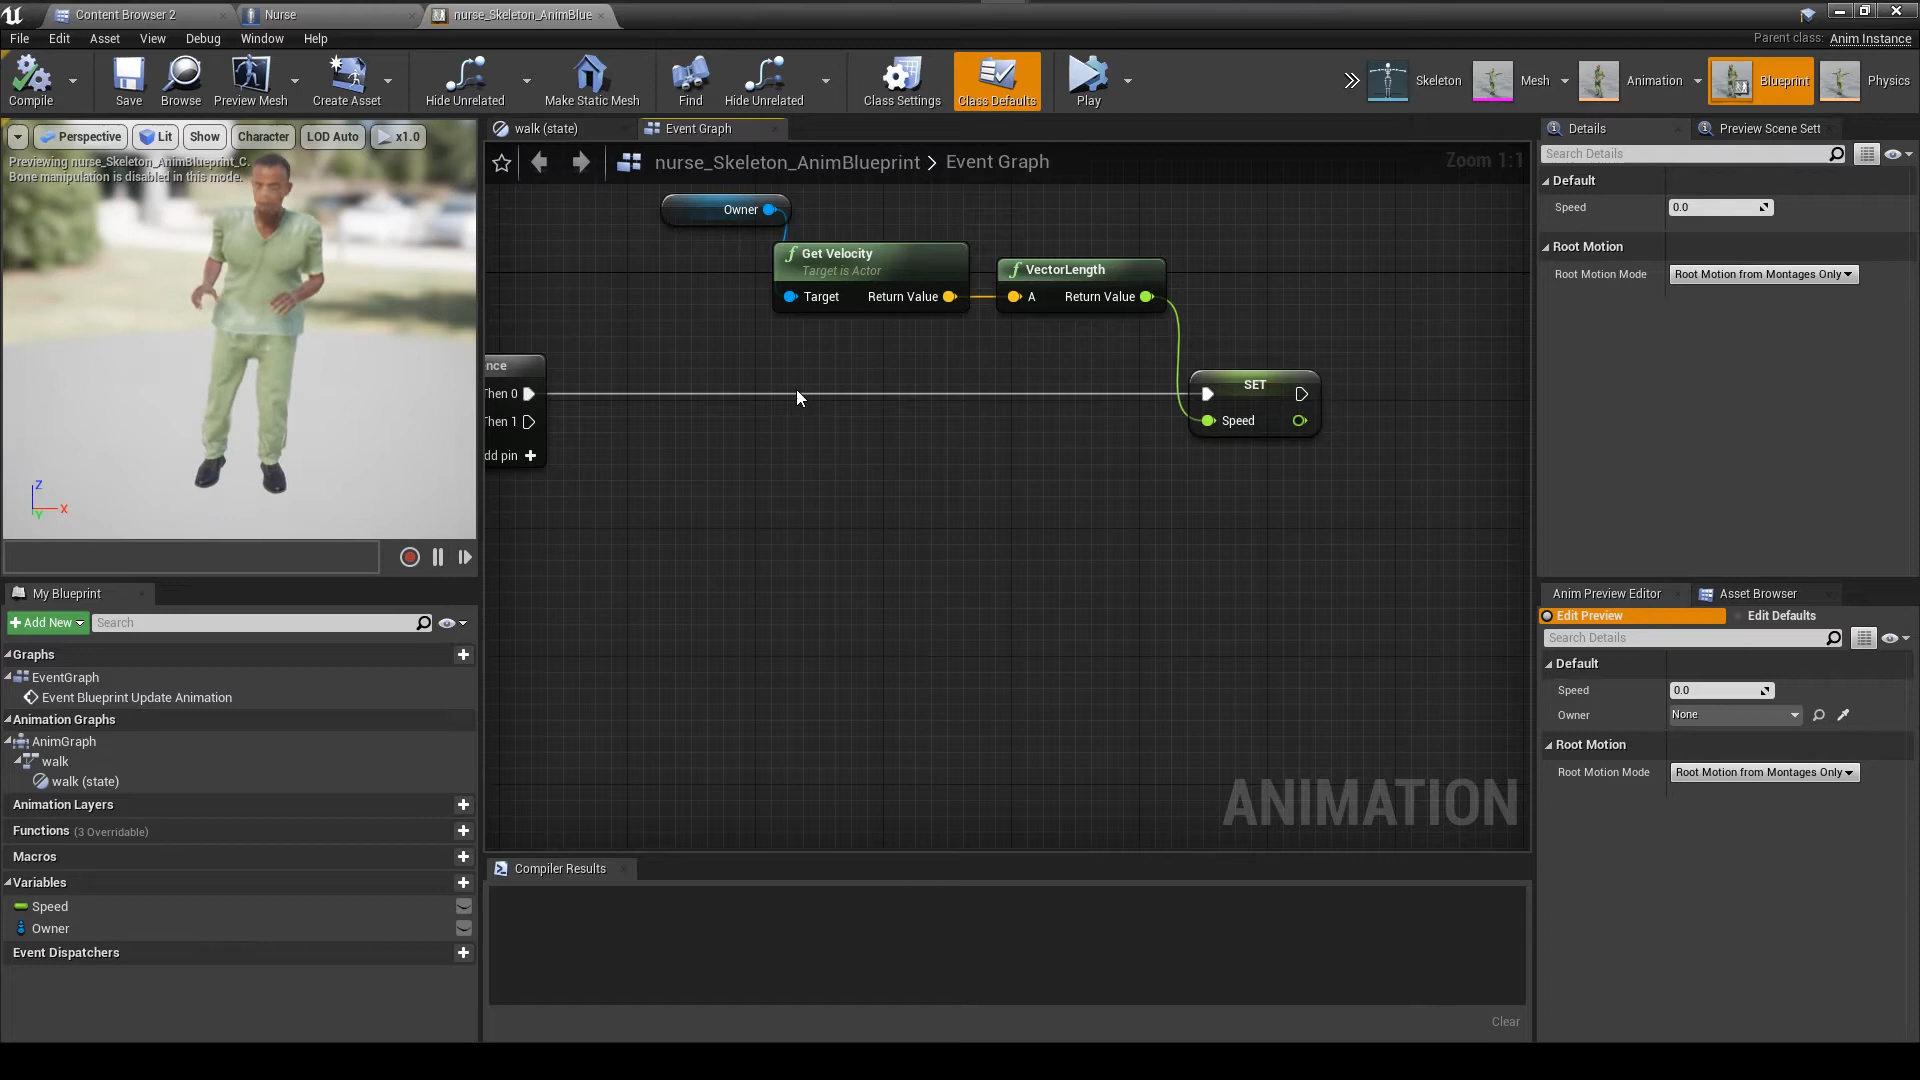 Content Browser 2
Nurse
nurse_Skeleton_AnimBlue
File Edit Asset View Debug Window Help
Parent class: Anim Instance
Compile
Save
Browse
Preview Mesh
Create Asset
Hide Unrelated
Make Static Mesh
Find
Hide Unrelated
Class Settings
Class Defaults
Play
Skeleton
Mesh
Animation
Blueprint
Physics
Perspective
Lit
Show
Character
LOD Auto
x1.0
Previewing nurse_Skeleton_AnimBlueprint_C.
Bone manipulation is disabled in this mode.
Z
X
Y
walk (state)
Event Graph
nurse_Skeleton_AnimBlueprint > Event Graph
Zoom 1:1
Owner
f Get Velocity
Target is Actor
Target Return Value
f VectorLength
A Return Value
nce
Then 0
Then 1
dd pin +
SET
Speed
ANIMATION
Compiler Results
Clear
My Blueprint
+ Add New
Search
Graphs
EventGraph
Event Blueprint Update Animation
Animation Graphs
AnimGraph
walk
walk (state)
Animation Layers
Functions (3 Overridable)
Macros
Variables
Speed
Owner
Event Dispatchers
Details
Preview Scene Sett
Search Details
Default
Speed 0.0
Root Motion
Root Motion Mode Root Motion from Montages Only
Anim Preview Editor
Asset Browser
Edit Preview
Edit Defaults
Search Details
Default
Speed 0.0
Owner None
Root Motion
Root Motion Mode Root Motion from Montages Only